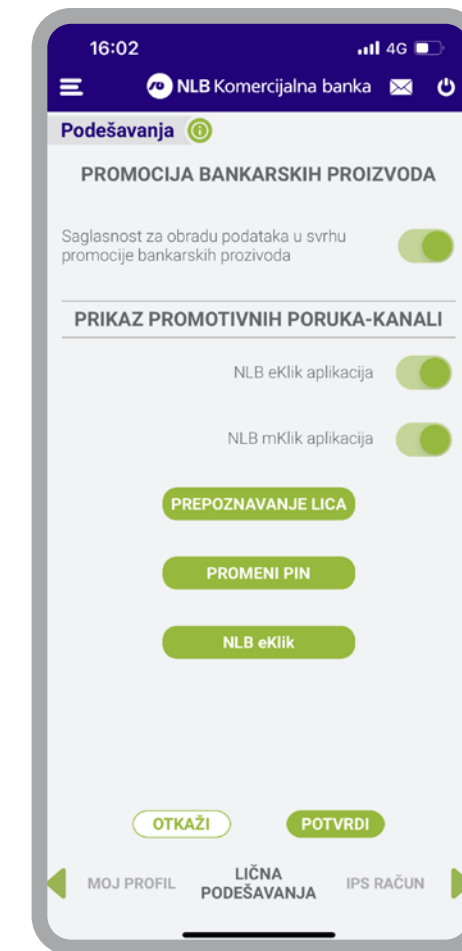 16:02 4G
NLB Komercijalna banka
Podešavanja
PROMOCIJA BANKARSKIH PROIZVODA
Saglasnost za obradu podataka u svrhu
promocije bankarskih prozivoda
PRIKAZ PROMOTIVNIH PORUKA-KANALI
NLB eKlik aplikacija
NLB mKlik aplikacija
PREPOZNAVANJE LICA
PROMENI PIN
NLB eKlik
OTKAŽI POTVRDI
MOJ PROFIL LIČNA
PODEŠAVANJA IPS RAČUN